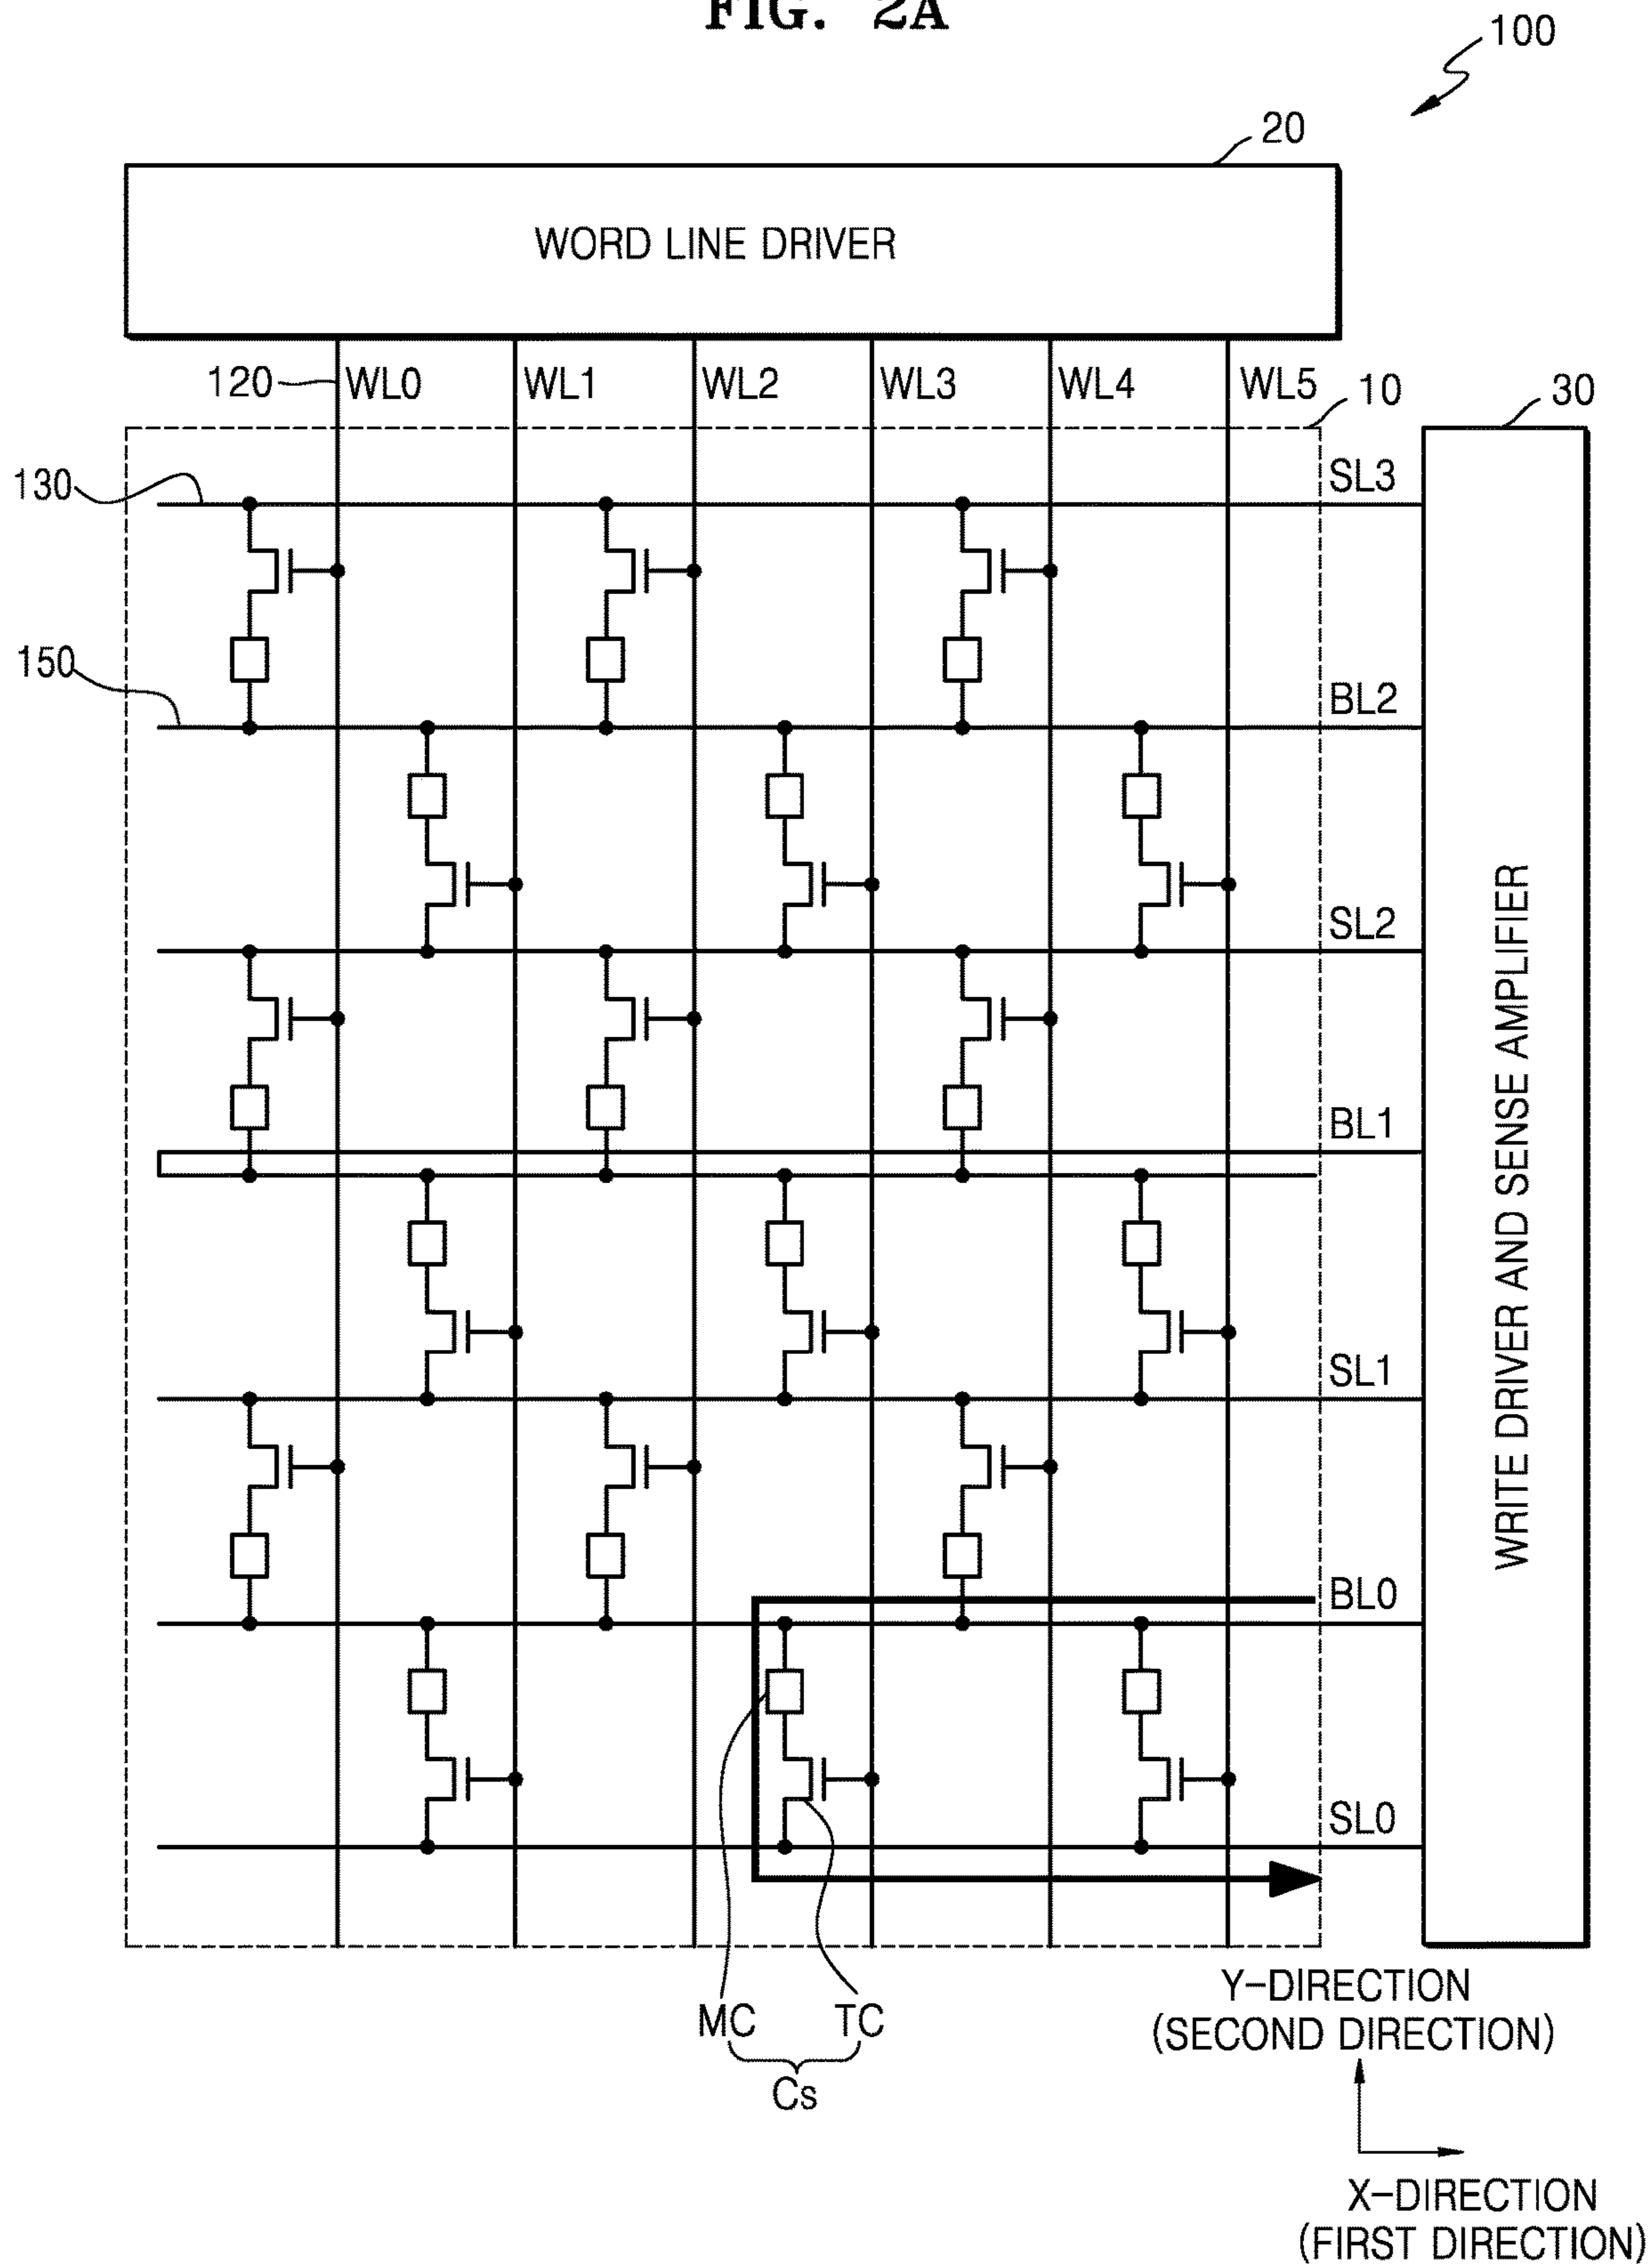 FIG. 2A
100
20
WORD LINE DRIVER
120 WL0 WL1 WL2 WL3 WL4 WL5 10 30
130 SL3
150 BL2
SL2
BL1
SL1
BL0
SL0
WRITE DRIVER AND SENSE AMPLIFIER
MC TC
Cs
Y-DIRECTION
(SECOND DIRECTION)
X-DIRECTION
(FIRST DIRECTION)